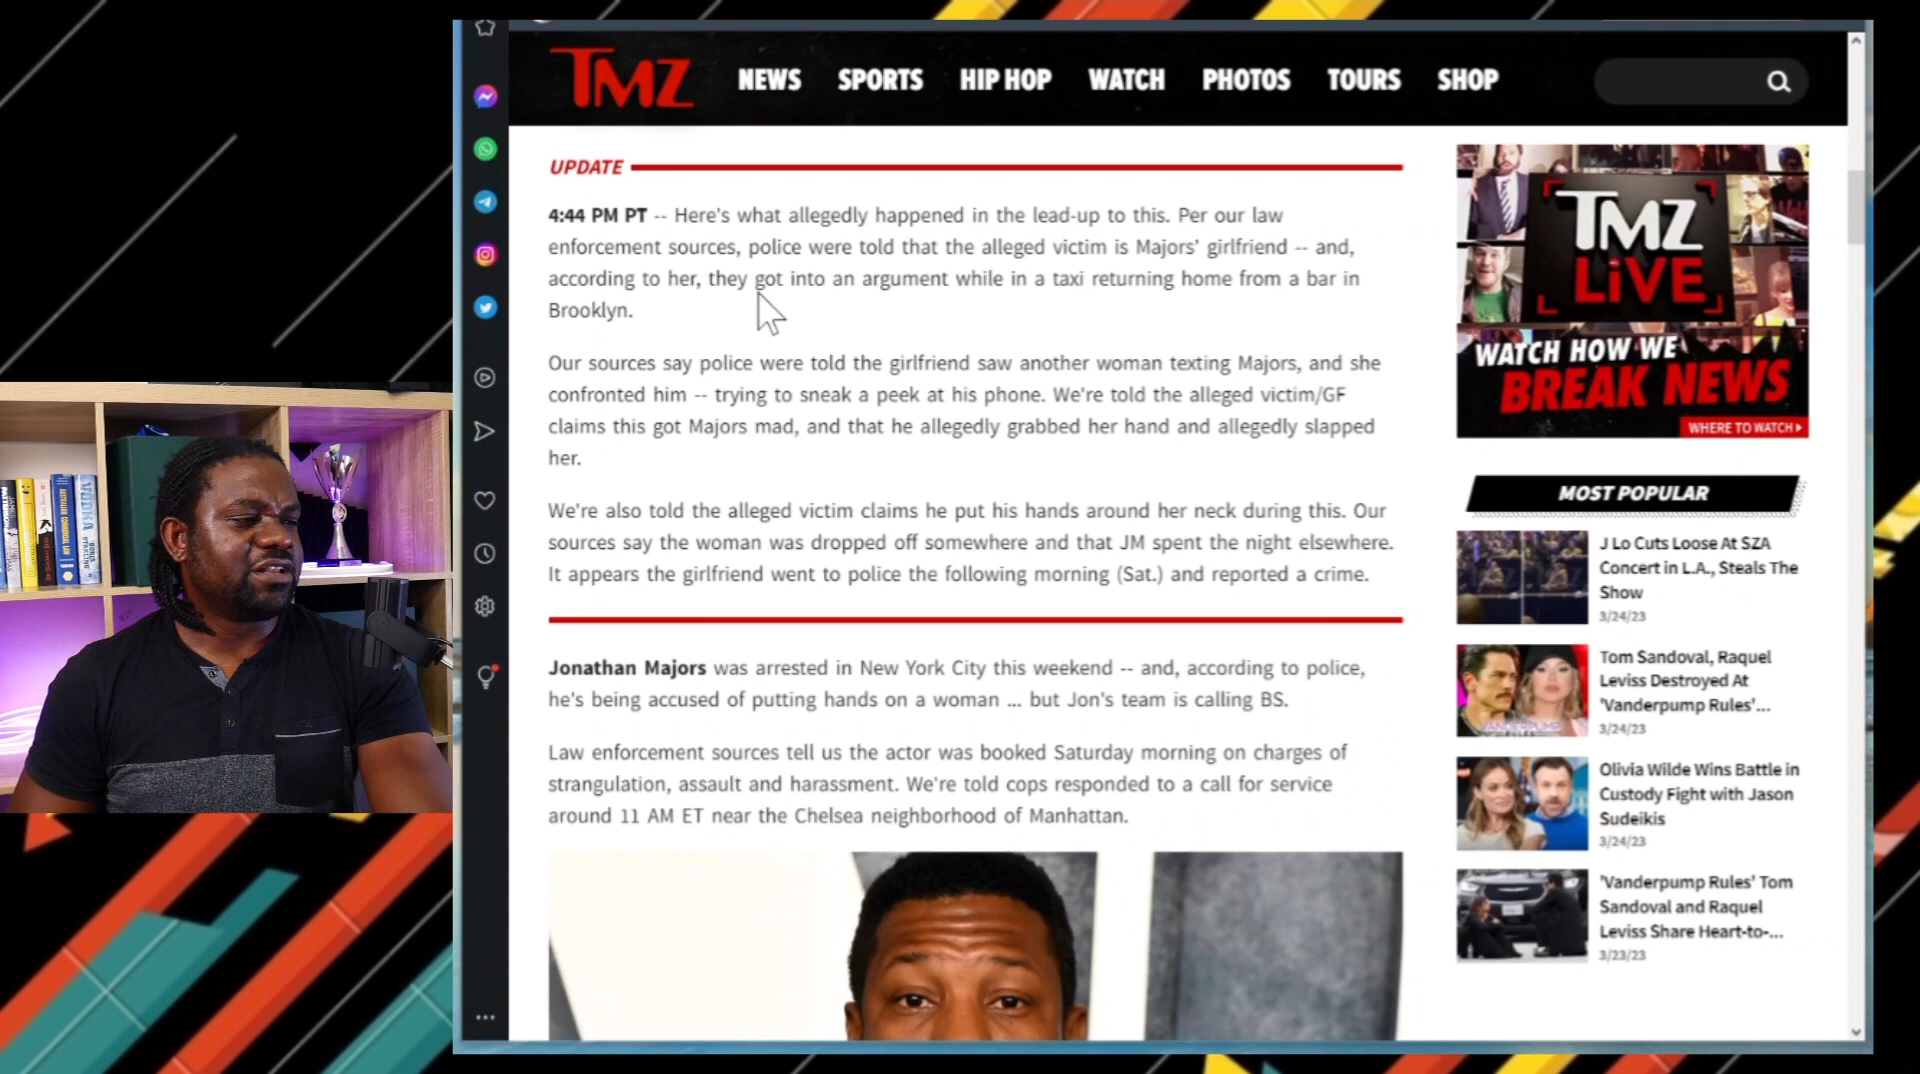 TMZ
NEWS SPORTS HIP HOP WATCH PHOTOS TOURS SHOP
UPDATE
4:44 PM PT -- Here's what allegedly happened in the lead-up to this. Per our law
enforcement sources, police were told that the alleged victim is Majors' girlfriend -- and,
according to her, they got into an argument while in a taxi returning home from a bar in
Brooklyn.
Our sources say police were told the girlfriend saw another woman texting Majors, and she
confronted him -- trying to sneak a peek at his phone. We're told the alleged victim/GF
claims this got Majors mad, and that he allegedly grabbed her hand and allegedly slapped
her.
We're also told the alleged victim claims he put his hands around her neck during this. Our
sources say the woman was dropped off somewhere and that JM spent the night elsewhere.
It appears the girlfriend went to police the following morning (Sat.) and reported a crime.
Jonathan Majors was arrested in New York City this weekend -- and, according to police,
he's being accused of putting hands on a woman ... but Jon's team is calling BS.
Law enforcement sources tell us the actor was booked Saturday morning on charges of
strangulation, assault and harassment. We're told cops responded to a call for service
around 11 AM ET near the Chelsea neighborhood of Manhattan.
TMZ
LiVE
WATCH HOW WE
BREAK NEWS
WHERE TO WATCH
MOST POPULAR
J Lo Cuts Loose At SZA
Concert in L.A., Steals The
Show
3/24/23
Tom Sandoval, Raquel
Leviss Destroyed At
'Vanderpump Rules'...
3/24/23
Olivia Wilde Wins Battle in
Custody Fight with Jason
Sudeikis
3/24/23
'Vanderpump Rules' Tom
Sandoval and Raquel
Leviss Share Heart-to-...
3/23/23
VODKA